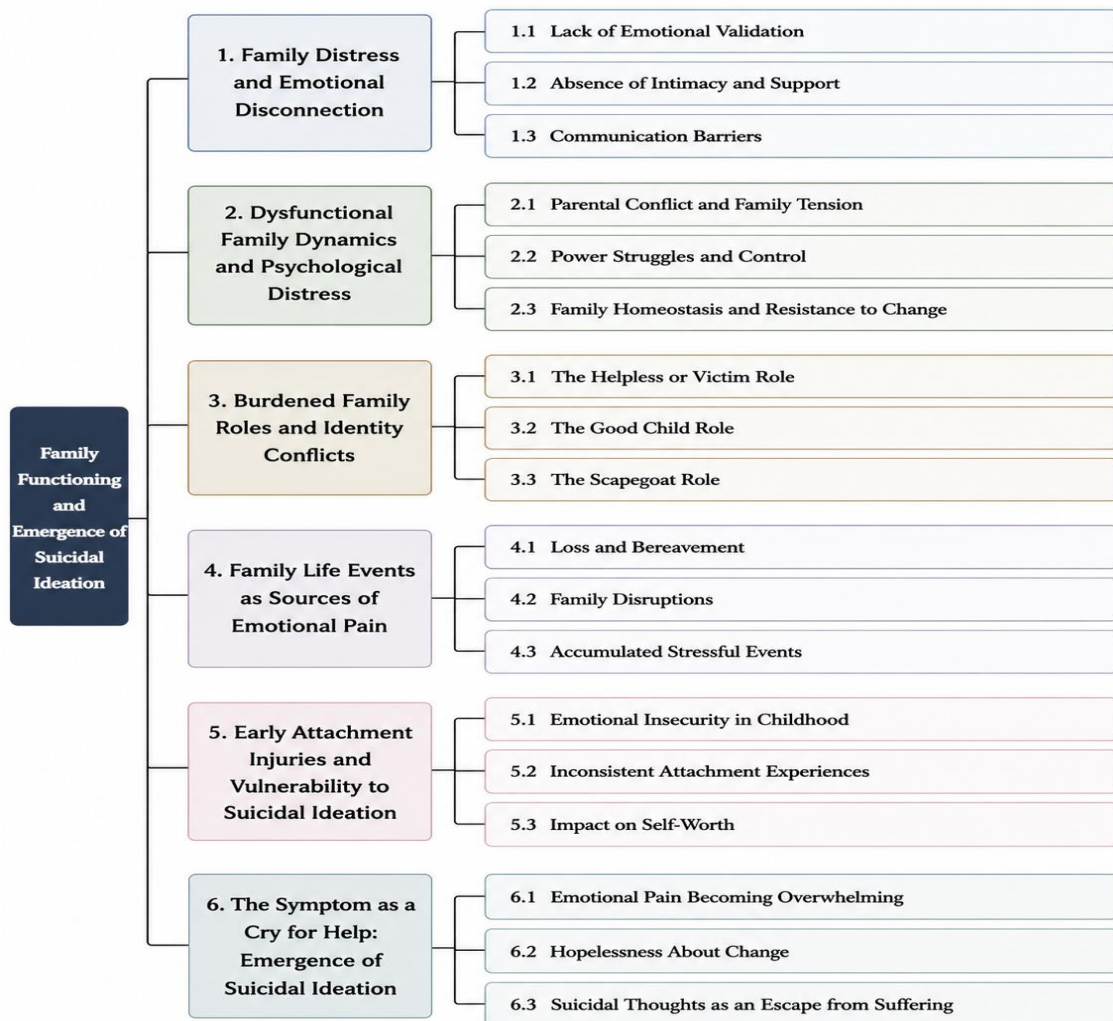 Family
Functioning
and
Emergence of
Suicidal
Ideation
1. Family Distress
and Emotional
Disconnection
1.1 Lack of Emotional Validation
1.2 Absence of Intimacy and Support
1.3 Communication Barriers
2. Dysfunctional
Family Dynamics
and Psychological
Distress
2.1 Parental Conflict and Family Tension
2.2 Power Struggles and Control
2.3 Family Homeostasis and Resistance to Change
3. Burdened Family
Roles and Identity
Conflicts
3.1 The Helpless or Victim Role
3.2 The Good Child Role
3.3 The Scapegoat Role
4. Family Life Events
as Sources of
Emotional Pain
4.1 Loss and Bereavement
4.2 Family Disruptions
4.3 Accumulated Stressful Events
5. Early Attachment
Injuries and
Vulnerability to
Suicidal Ideation
5.1 Emotional Insecurity in Childhood
5.2 Inconsistent Attachment Experiences
5.3 Impact on Self-Worth
6. The Symptom as a
Cry for Help:
Emergence of
Suicidal Ideation
6.1 Emotional Pain Becoming Overwhelming
6.2 Hopelessness About Change
6.3 Suicidal Thoughts as an Escape from Suffering